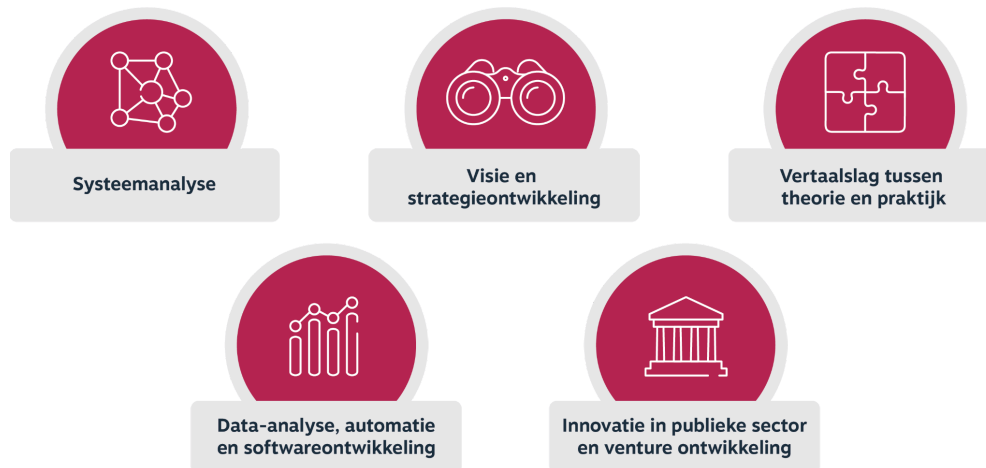 Systeemanalyse
Visie en
strategieontwikkeling
Vertaalslag tussen
theorie en praktijk
Data-analyse, automatie
en softwareontwikkeling
Innovatie in publieke sector
en venture ontwikkeling